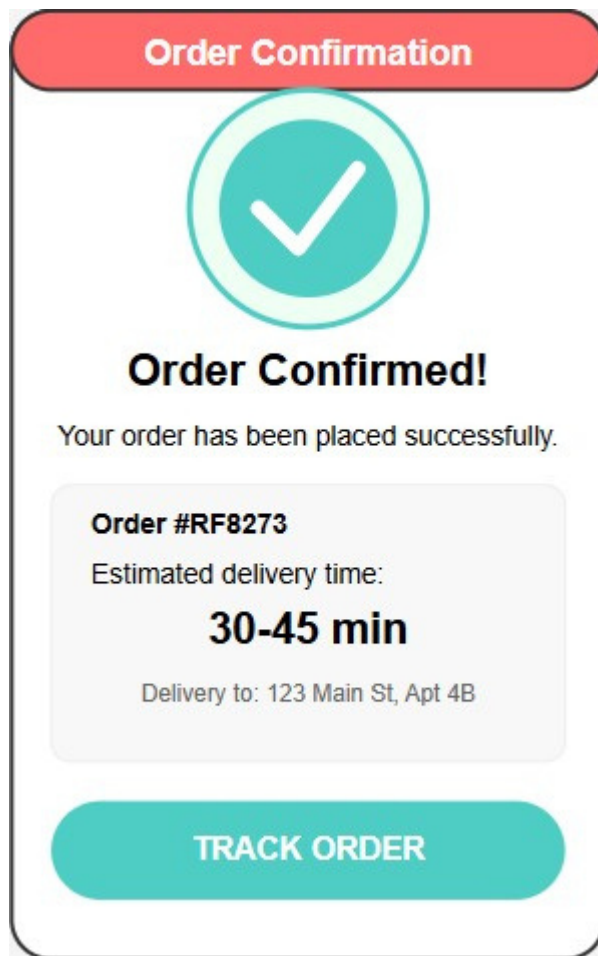 Order Confirmation
Order Confirmed!
Your order has been placed successfully.
Order #RF8273
Estimated delivery time:
30-45 min
Delivery to: 123 Main St, Apt 4B
TRACK ORDER